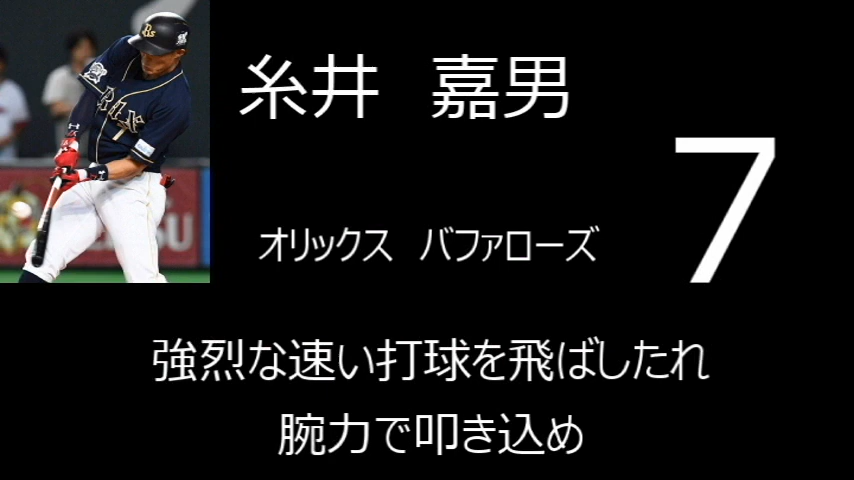 糸井　嘉男
7
オリックス　バファローズ
強烈な速い打球を飛ばしたれ
腕力で叩き込め